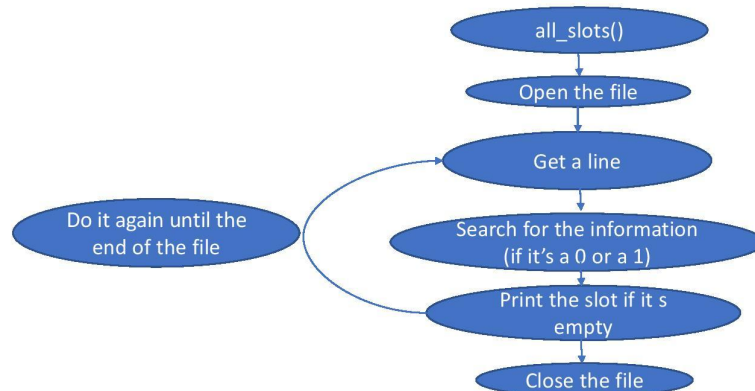 all_slots()
Open the file
Get a line
Do it again until the
end of the file
Search for the information
(if it's a 0 or a 1)
Print the slot if it s
empty
Close the file